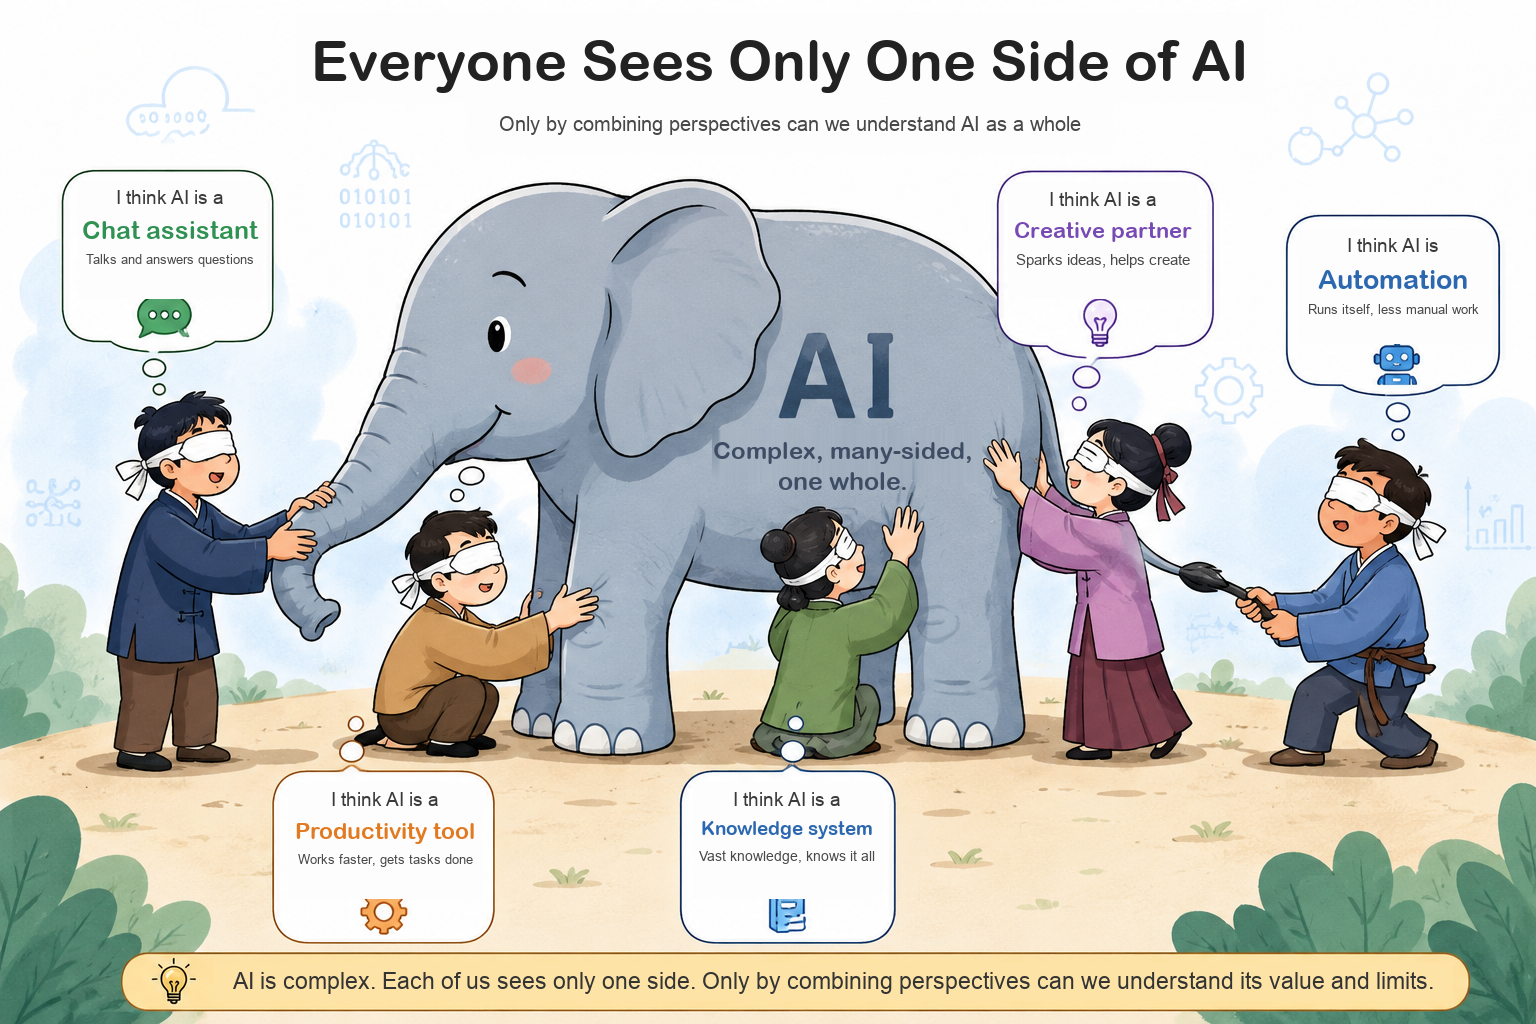 Everyone Sees Only One Side of AI
Only by combining perspectives can we understand AI as a whole
I think AI is a
Chat assistant
Talks and answers questions
010101
010101
I think AI is a
Creative partner
Sparks ideas, helps create
I think AI is
Automation
Runs itself, less manual work
AI
Complex, many-sided,
one whole.
I think AI is a
Productivity tool
Works faster, gets tasks done
I think AI is a
Knowledge system
Vast knowledge, knows it all
AI is complex. Each of us sees only one side. Only by combining perspectives can we understand its value and limits.